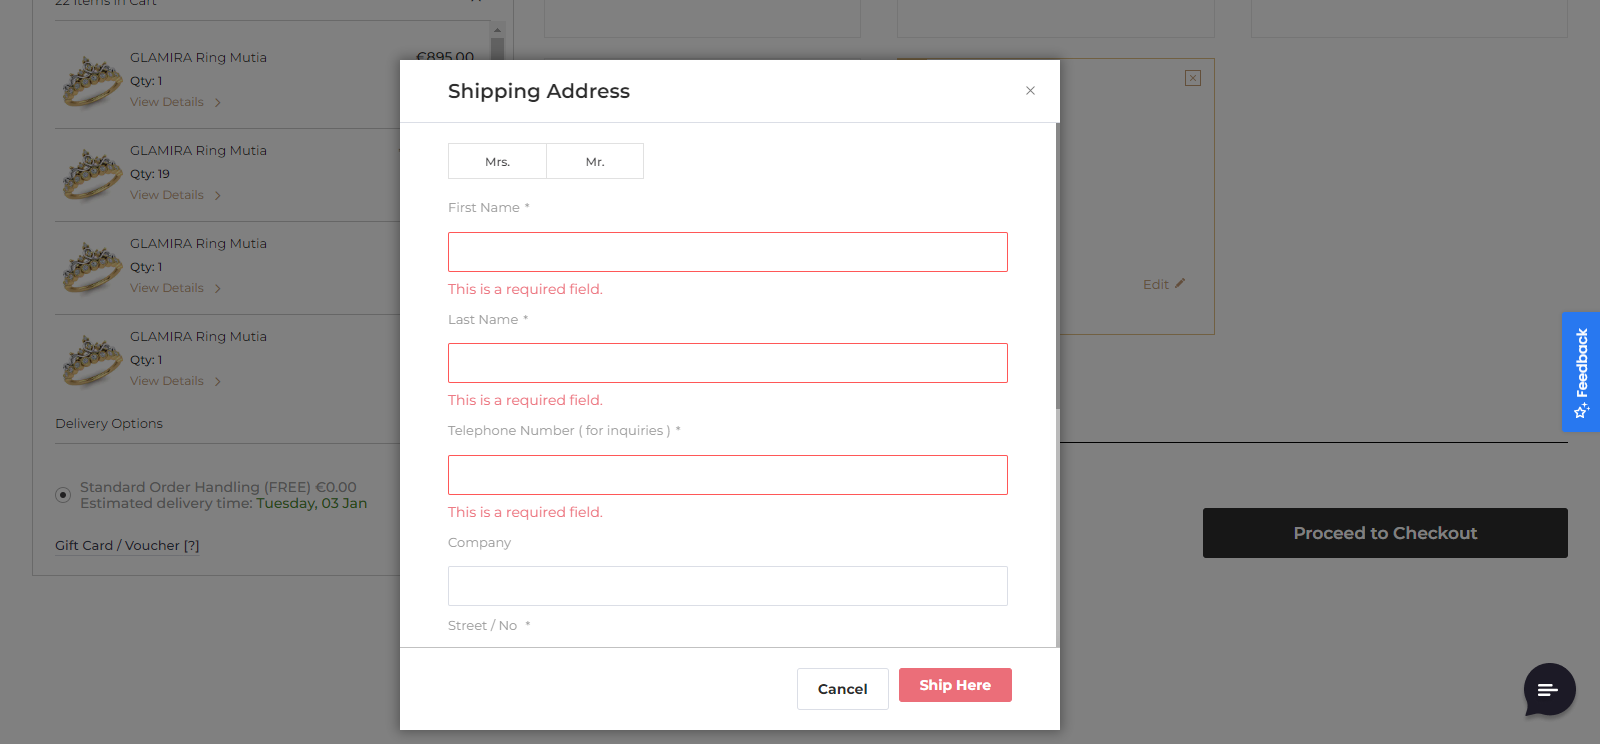 22 Items in Cart
GLAMIRA Ring Mutia
€895.00
Qty: 1
View Details
GLAMIRA Ring Mutia
Qty: 19
View Details
GLAMIRA Ring Mutia
Qty: 1
View Details
GLAMIRA Ring Mutia
Qty: 1
View Details
Delivery Options
Standard Order Handling (FREE) €0.00
Estimated delivery time: Tuesday, 03 Jan
Gift Card / Voucher [?]
Shipping Address
Mrs.
Mr.
First Name *
This is a required field.
Last Name *
This is a required field.
Telephone Number ( for inquiries ) *
This is a required field.
Company
Street / No *
Cancel
Ship Here
Edit
Proceed to Checkout
Feedback